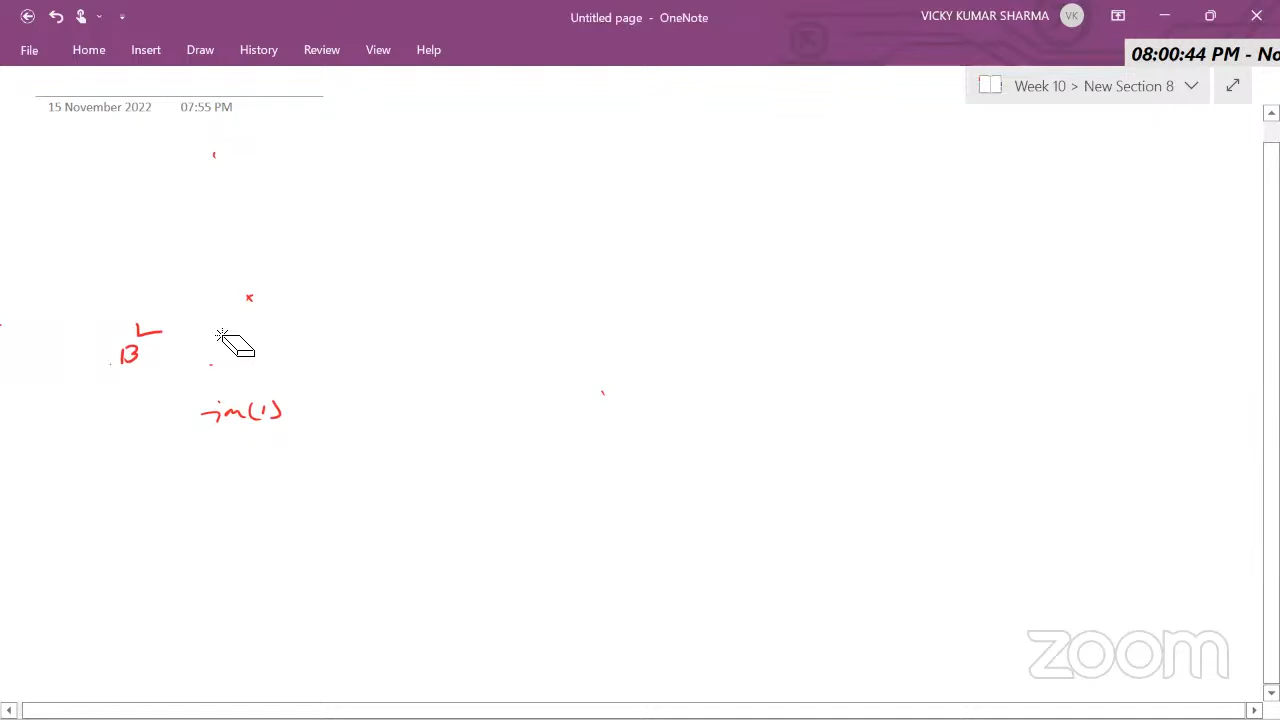 Untitled page - OneNote
VICKY KUMAR SHARMA
VK
File
Home
Insert
Draw
History
Review
View
Help
08:00:44 PM - No
Week 10 > New Section 8
15 November 2022
07:55 PM
B
zoom